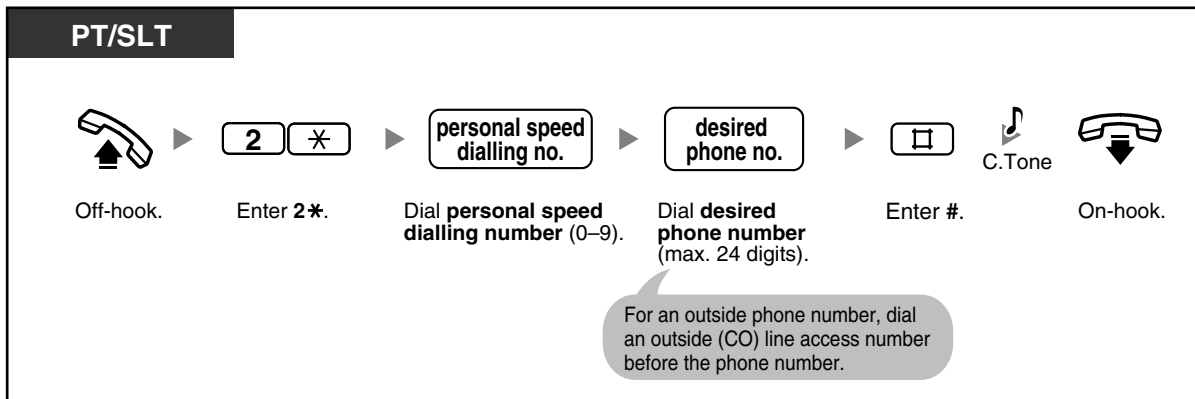 PT/SLT
2 ✳
personal speed
dialling no.
desired
phone no.
C.Tone
Off-hook.
Enter 2✳.
Dial personal speed
dialling number (0–9).
Dial desired
phone number
(max. 24 digits).
Enter #.
On-hook.
For an outside phone number, dial
an outside (CO) line access number
before the phone number.